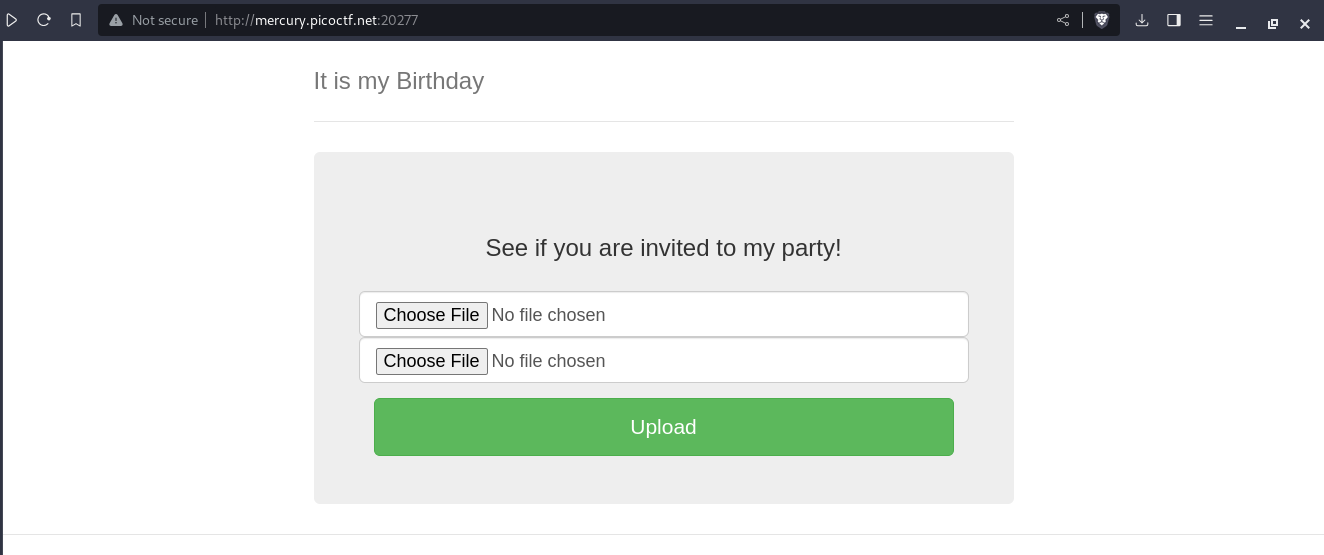 Not secure http://mercury.picoctf.net:20277
It is my Birthday
See if you are invited to my party!
Choose File No file chosen
Choose File No file chosen
Upload